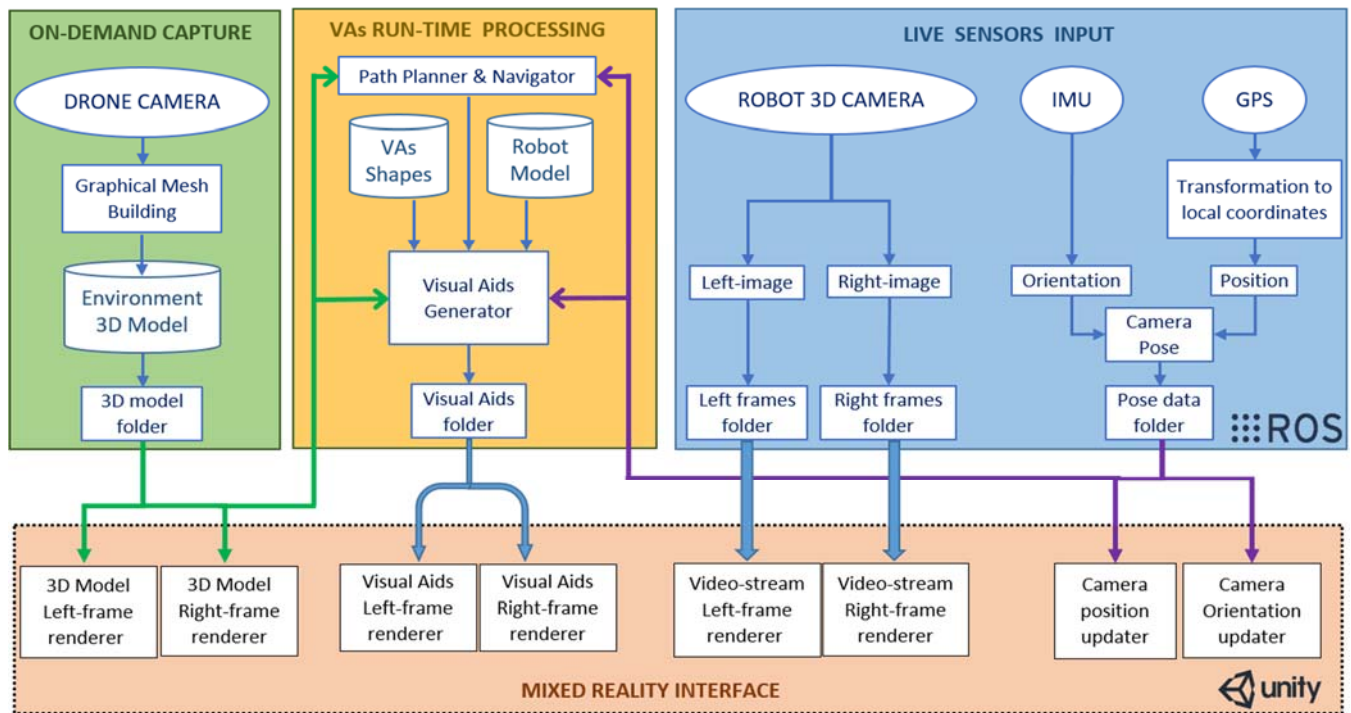 ON-DEMAND CAPTURE
DRONE CAMERA
Graphical Mesh
Building
Environment
3D Model
3D model
folder
VAs RUN-TIME PROCESSING
Path Planner & Navigator
VAs
Shapes
Robot
Model
Visual Aids
Generator
Visual Aids
folder
LIVE SENSORS INPUT
ROBOT 3D CAMERA
IMU
GPS
Transformation to
local coordinates
Left-image
Right-image
Orientation
Position
Camera
Pose
Left frames
folder
Right frames
folder
Pose data
folder
ROS
3D Model
Left-frame
renderer
3D Model
Right-frame
renderer
Visual Aids
Left-frame
renderer
Visual Aids
Right-frame
renderer
Video-stream
Left-frame
renderer
Video-stream
Right-frame
renderer
Camera
position
updater
Camera
Orientation
updater
MIXED REALITY INTERFACE
unity